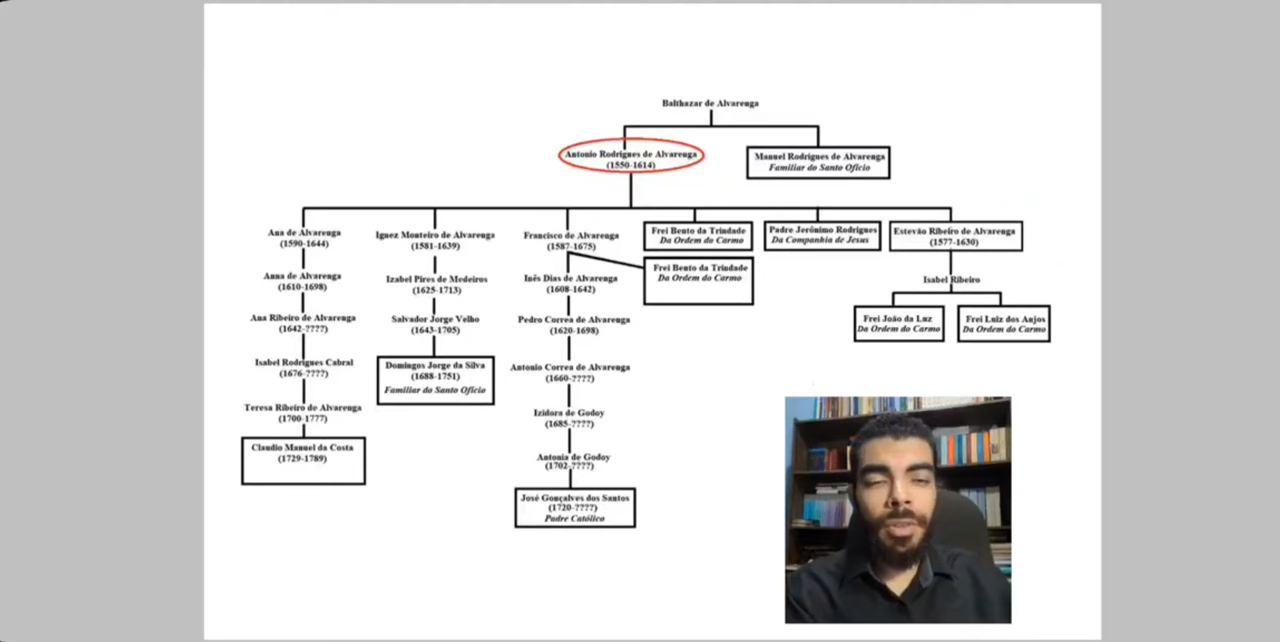 Balthazar de Alvarenga
Antonio Rodrigues de Alvarenga
(1550-1614)
Manuel Rodrigues de Alvarenga
Familiar do Santo Ofício
Ana de Alvarenga
(1590-1644)
Anna de Alvarenga
(1610-1698)
Ana Ribeiro de Alvarenga
(1642-????)
Isabel Rodrigues Cabral
(1676-????)
Teresa Ribeiro de Alvarenga
(1700-1777)
Claudio Manuel da Costa
(1729-1789)
Ignez Monteiro de Alvarenga
(1581-1639)
Izabel Pires de Medeiros
(1625-1713)
Salvador Jorge Velho
(1643-1705)
Domingos Jorge da Silva
(1688-1751)
Familiar do Santo Ofício
Francisco de Alvarenga
(1587-1675)
Inês Dias de Alvarenga
(1608-1642)
Pedro Correa de Alvarenga
(1620-1698)
Antonio Correa de Alvarenga
(1660-????)
Izidora de Godoy
(1685-????)
Antonia de Godoy
(1702-????)
José Gonçalves dos Santos
(1720-????)
Padre Católico
Frei Bento da Trindade
Da Ordem do Carmo
Frei Bento da Trindade
Da Ordem do Carmo
Padre Jerônimo Rodrigues
Da Companhia de Jesus
Estevão Ribeiro de Alvarenga
(1577-1630)
Isabel Ribeiro
Frei João da Luz
Da Ordem do Carmo
Frei Luiz dos Anjos
Da Ordem do Carmo